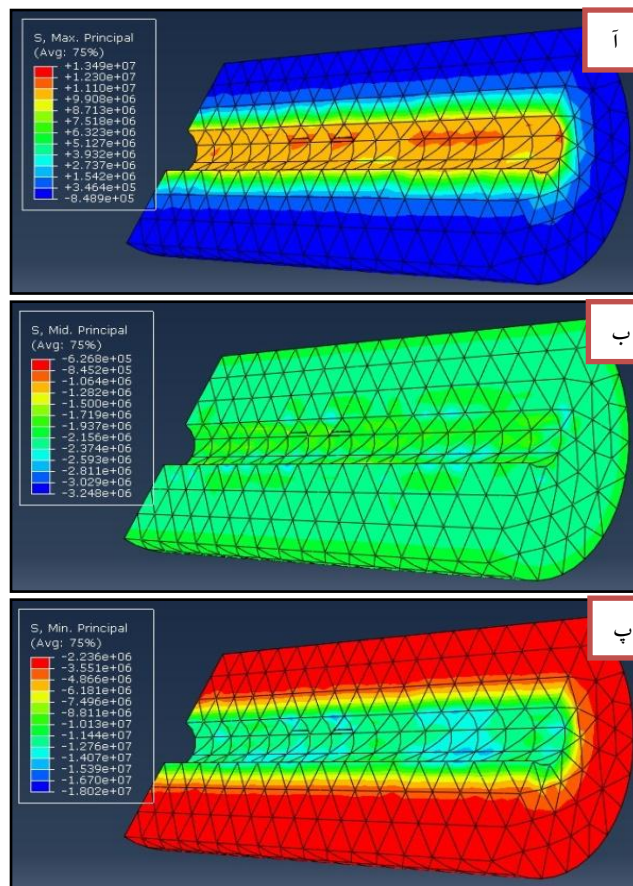 آ
S, Max. Principal
(Avg: 75%)
+1.349e+07
+1.230e+07
+1.110e+07
+9.908e+06
+8.713e+06
+7.518e+06
+6.323e+06
+5.127e+06
+3.932e+06
+2.737e+06
+1.542e+06
+3.464e+05
-8.489e+05
ب
S, Mid. Principal
(Avg: 75%)
-6.268e+05
-8.452e+05
-1.064e+06
-1.282e+06
-1.500e+06
-1.719e+06
-1.937e+06
-2.156e+06
-2.374e+06
-2.593e+06
-2.811e+06
-3.029e+06
-3.248e+06
پ
S, Min. Principal
(Avg: 75%)
-2.236e+06
-3.551e+06
-4.866e+06
-6.181e+06
-7.496e+06
-8.811e+06
-1.013e+07
-1.144e+07
-1.276e+07
-1.407e+07
-1.539e+07
-1.670e+07
-1.802e+07